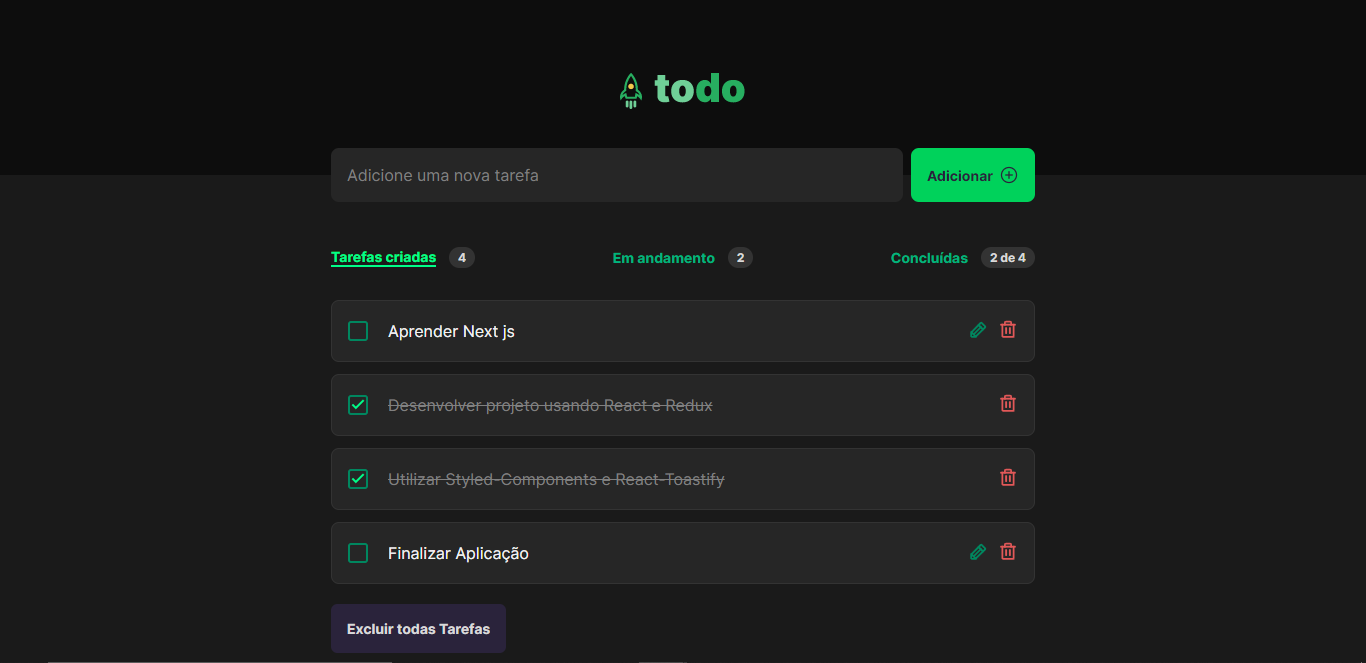 todo
Adicione uma nova tarefa
Adicionar
Tarefas criadas 4 Em andamento 2 Concluídas 2 de 4
Aprender Next js
Desenvolver projeto usando React e Redux
Utilizar Styled-Components e React-Toastify
Finalizar Aplicação
Excluir todas Tarefas